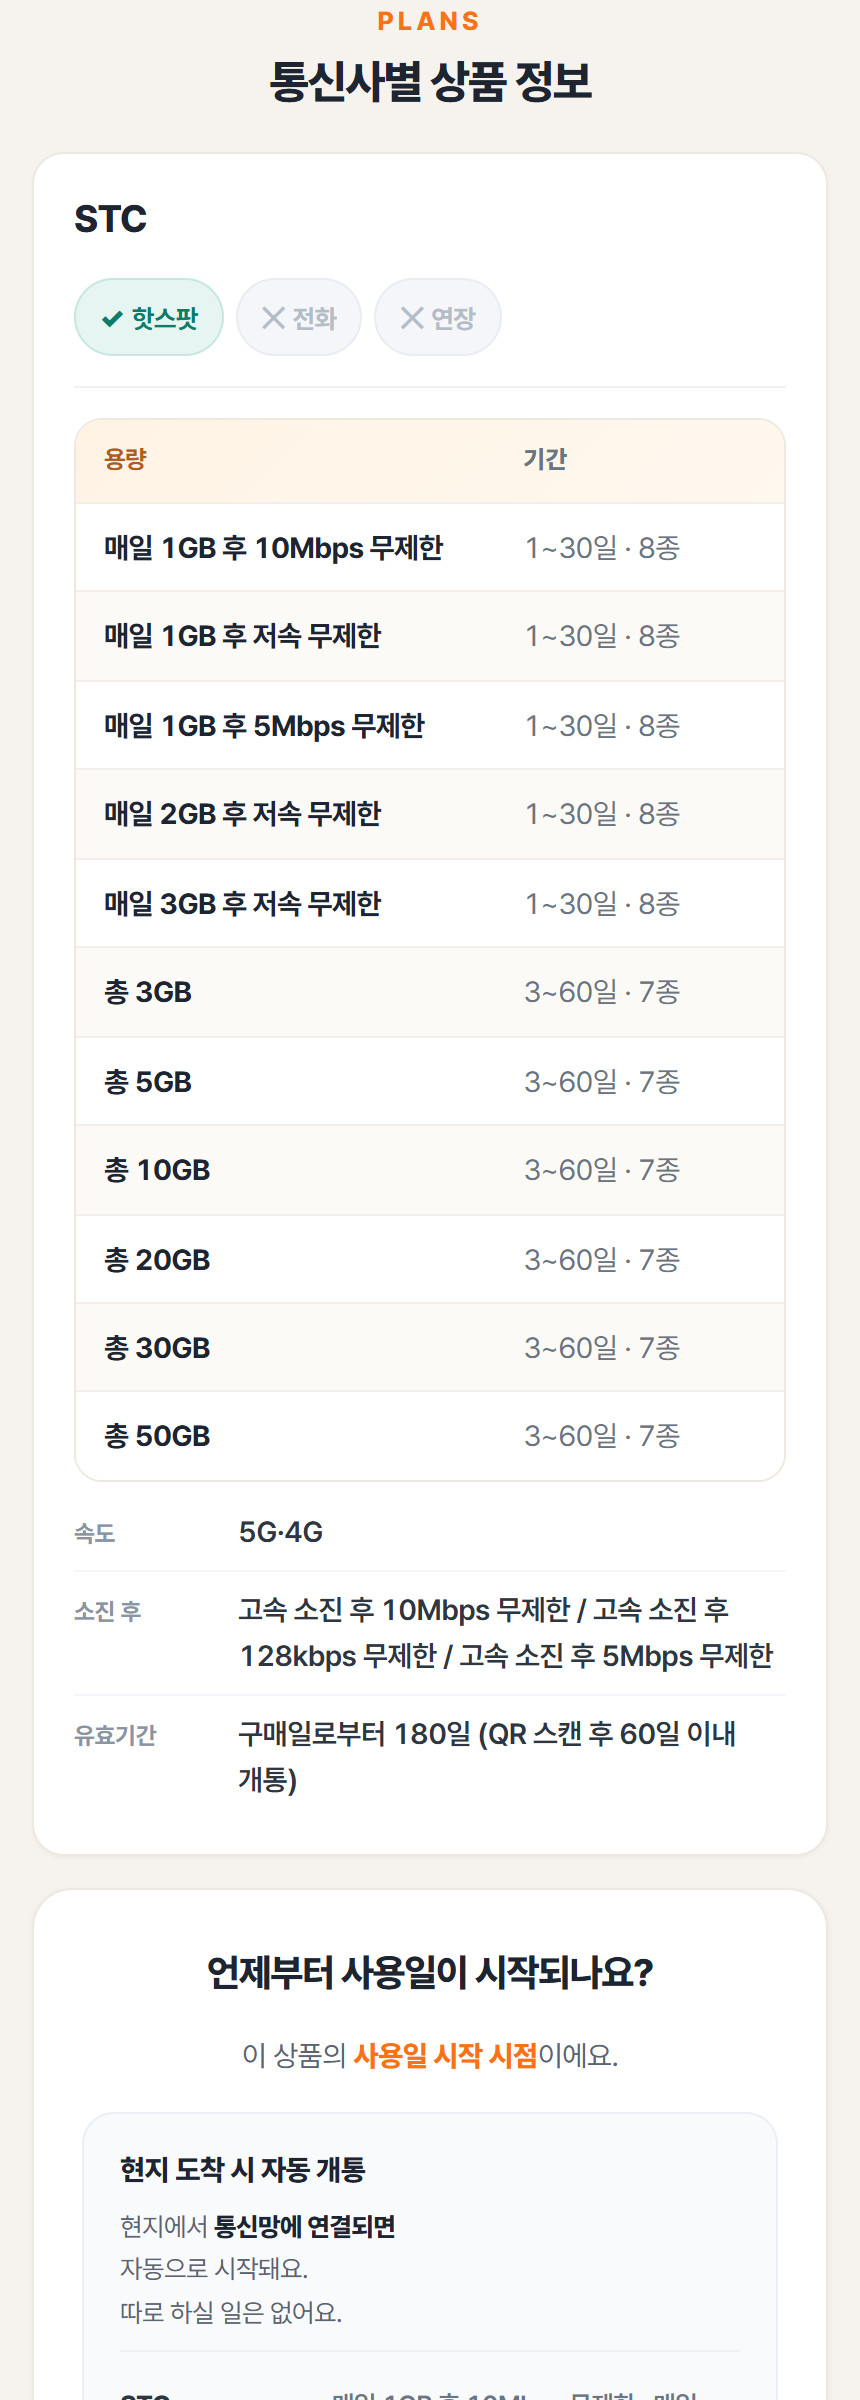 PLANS
통신사별 상품 정보
STC
✓ 핫스팟 ✕ 전화 ✕ 연장
용량 기간
매일 1GB 후 10Mbps 무제한 1~30일 · 8종
매일 1GB 후 저속 무제한 1~30일 · 8종
매일 1GB 후 5Mbps 무제한 1~30일 · 8종
매일 2GB 후 저속 무제한 1~30일 · 8종
매일 3GB 후 저속 무제한 1~30일 · 8종
총 3GB 3~60일 · 7종
총 5GB 3~60일 · 7종
총 10GB 3~60일 · 7종
총 20GB 3~60일 · 7종
총 30GB 3~60일 · 7종
총 50GB 3~60일 · 7종
속도 5G·4G
소진 후 고속 소진 후 10Mbps 무제한 / 고속 소진 후
128kbps 무제한 / 고속 소진 후 5Mbps 무제한
유효기간 구매일로부터 180일 (QR 스캔 후 60일 이내
개통)
언제부터 사용일이 시작되나요?
이 상품의 사용일 시작 시점이에요.
현지 도착 시 자동 개통
현지에서 통신망에 연결되면
자동으로 시작돼요.
따로 하실 일은 없어요.